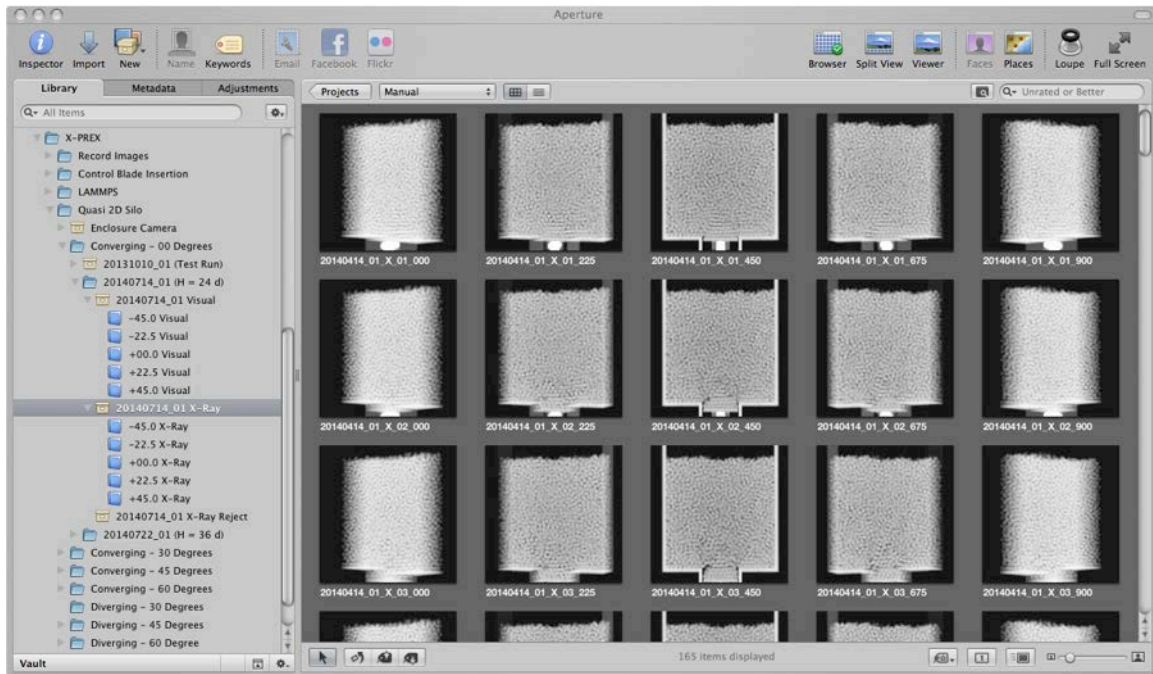 Aperture
Inspector Import New Name Keywords Email Facebook Flickr Browser Split View Viewer Faces Places Loupe Full Screen
Library Metadata Adjustments
Projects Manual Unrated or Better
All Items
X-PREX
Record Images
Control Blade Insertion
LAMMPS
Quasi 2D Silo
Enclosure Camera
Converging - 00 Degrees
20131010_01 (Test Run)
20140714_01 (H = 24 d)
20140714_01 Visual
-45.0 Visual
-22.5 Visual
+00.0 Visual
+22.5 Visual
+45.0 Visual
20140714_01 X-Ray
-45.0 X-Ray
-22.5 X-Ray
+00.0 X-Ray
+22.5 X-Ray
+45.0 X-Ray
20140714_01 X-Ray Reject
20140722_01 (H = 36 d)
Converging - 30 Degrees
Converging - 45 Degrees
Converging - 60 Degrees
Diverging - 30 Degrees
Diverging - 45 Degrees
Diverging - 60 Degree
Vault
20140414_01_X_01_000 20140414_01_X_01_225 20140414_01_X_01_450 20140414_01_X_01_675 20140414_01_X_01_900
20140414_01_X_02_000 20140414_01_X_02_225 20140414_01_X_02_450 20140414_01_X_02_675 20140414_01_X_02_900
20140414_01_X_03_000 20140414_01_X_03_225 20140414_01_X_03_450 20140414_01_X_03_675 20140414_01_X_03_900
165 items displayed